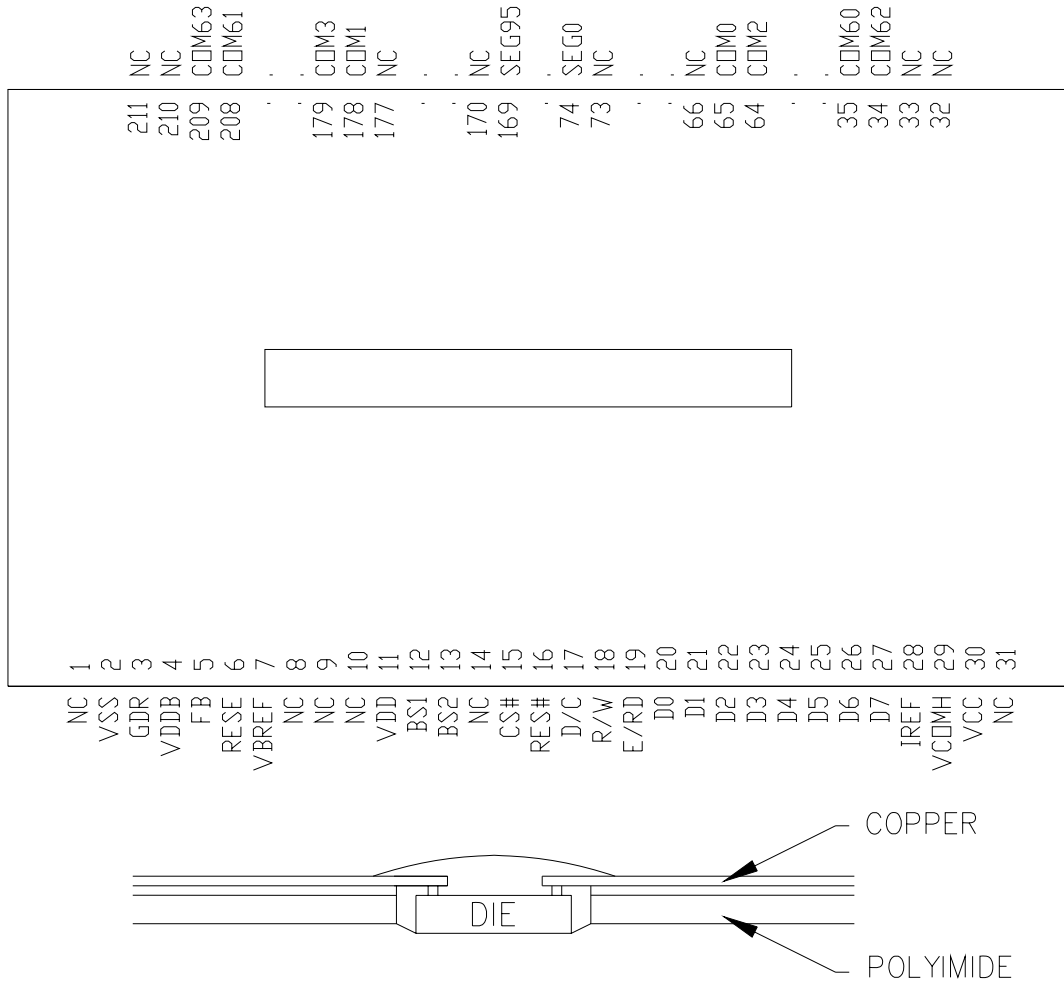 211 NC
210 NC
209 COM63
208 COM61
. .
. .
179 COM3
178 COM1
177 NC
. .
. .
170 NC
169 SEG95
. .
74 SEG0
73 NC
. .
. .
66 NC
65 COM0
64 COM2
. .
. .
35 COM60
34 COM62
33 NC
32 NC
NC 1
VSS 2
GDR 3
VDDB 4
FB 5
RESE 6
VBREF 7
NC 8
NC 9
NC 10
VDD 11
BS1 12
BS2 13
NC 14
CS# 15
RES# 16
D/C 17
R/W 18
E/RD 19
D0 20
D1 21
D2 22
D3 23
D4 24
D5 25
D6 26
D7 27
IREF 28
VCOMH 29
VCC 30
NC 31
COPPER
DIE
POLYIMIDE